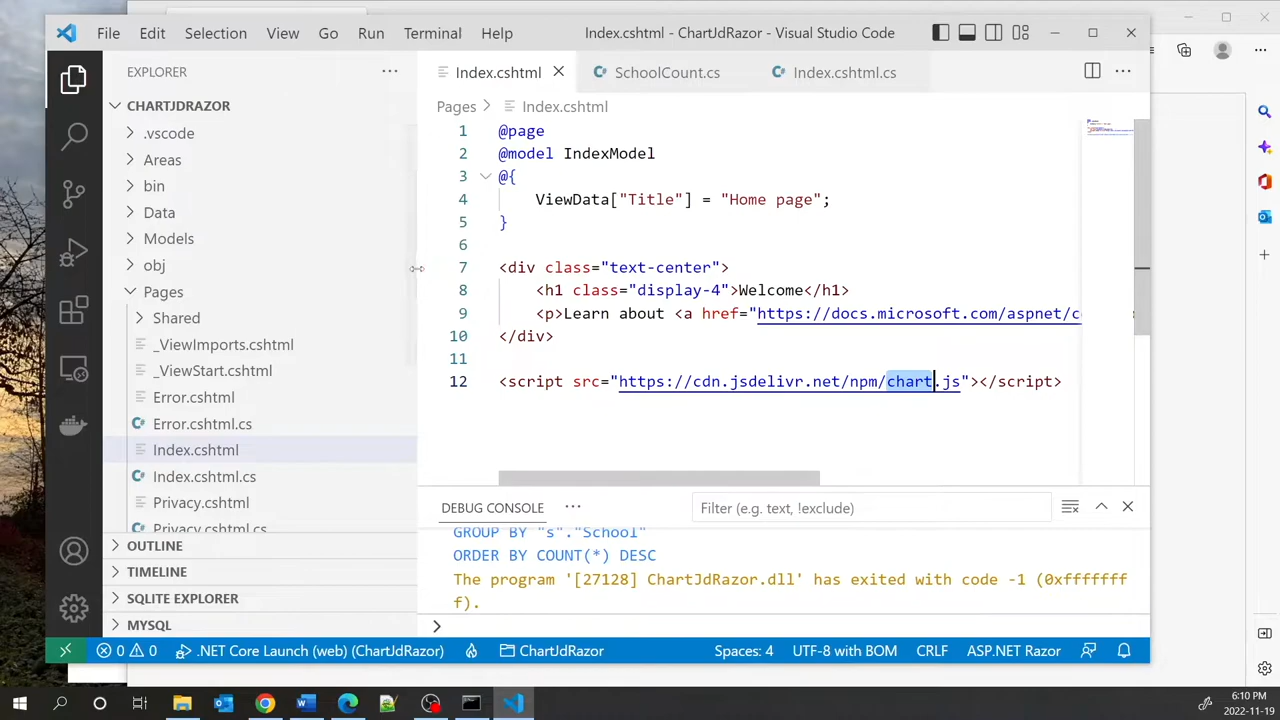 File Edit Selection View Go Run Terminal Help
Index.cshtml - ChartJdRazor - Visual Studio Code
EXPLORER
CHARTJDRAZOR
.vscode
Areas
bin
Data
Models
obj
Pages
Shared
_ViewImports.cshtml
_ViewStart.cshtml
Error.cshtml
Error.cshtml.cs
Index.cshtml
Index.cshtml.cs
Privacy.cshtml
Privacy.cshtml.cs
OUTLINE
TIMELINE
SQLITE EXPLORER
MYSQL
Index.cshtml SchoolCount.cs Index.cshtml.cs
Pages Index.cshtml
1 @page
2 @model IndexModel
3 @{
4 ViewData["Title"] = "Home page";
5 }
6
7 <div class="text-center">
8 <h1 class="display-4">Welcome</h1>
9 <p>Learn about <a href="https://docs.microsoft.com/aspnet/c
10 </div>
11
12 <script src="https://cdn.jsdelivr.net/npm/chart.js"></script>
DEBUG CONSOLE
Filter (e.g. text, !exclude)
GROUP BY "s"."School"
ORDER BY COUNT(*) DESC
The program '[27128] ChartJdRazor.dll' has exited with code -1 (0xfffffff
f).
0 0 .NET Core Launch (web) (ChartJdRazor) ChartJdRazor Spaces: 4 UTF-8 with BOM CRLF ASP.NET Razor
6:10 PM
2022-11-19